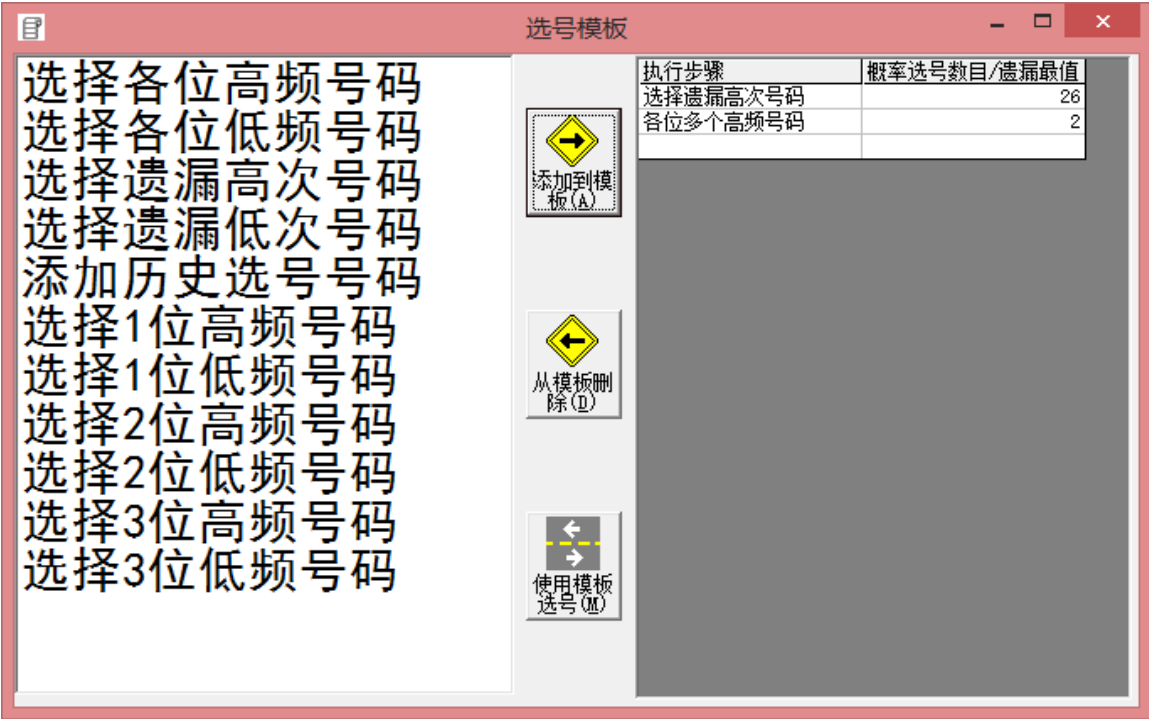 选号模板
选择各位高频号码
选择各位低频号码
选择遗漏高次号码
选择遗漏低次号码
添加历史选号号码
选择1位高频号码
选择1位低频号码
选择2位高频号码
选择2位低频号码
选择3位高频号码
选择3位低频号码
添加到模
板(A)
从模板删
除(D)
使用模板
选号(M)
执行步骤 概率选号数目/遗漏最值
选择遗漏高次号码 26
各位多个高频号码 2